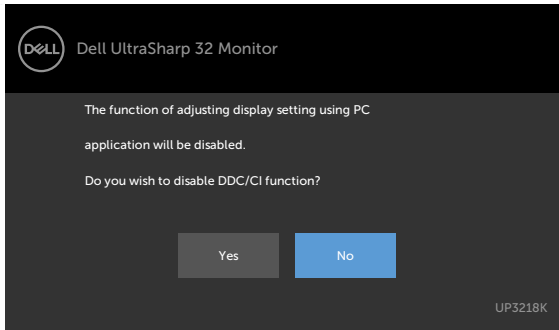 DELL
Dell UltraSharp 32 Monitor
The function of adjusting display setting using PC
application will be disabled.
Do you wish to disable DDC/CI function?
Yes
No
UP3218K